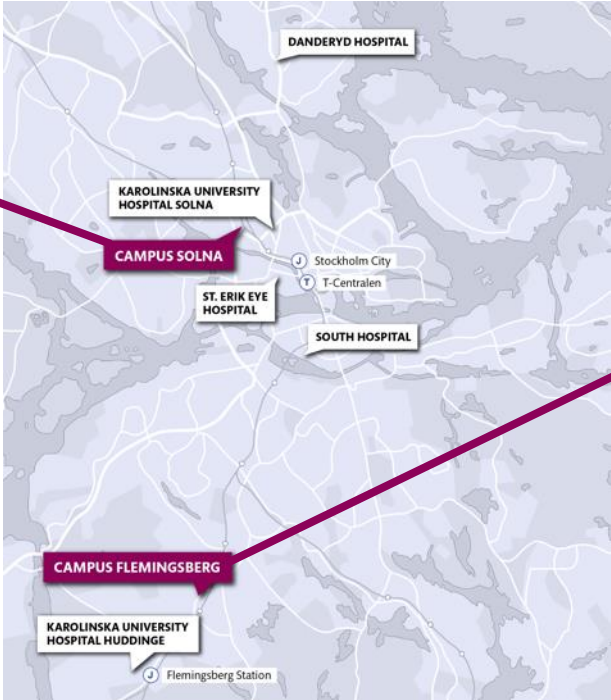 DANDERYD HOSPITAL
KAROLINSKA UNIVERSITY
HOSPITAL SOLNA
CAMPUS SOLNA
J Stockholm City
T T-Centralen
ST. ERIK EYE
HOSPITAL
SOUTH HOSPITAL
CAMPUS FLEMINGSBERG
KAROLINSKA UNIVERSITY
HOSPITAL HUDDINGE
J Flemingsberg Station